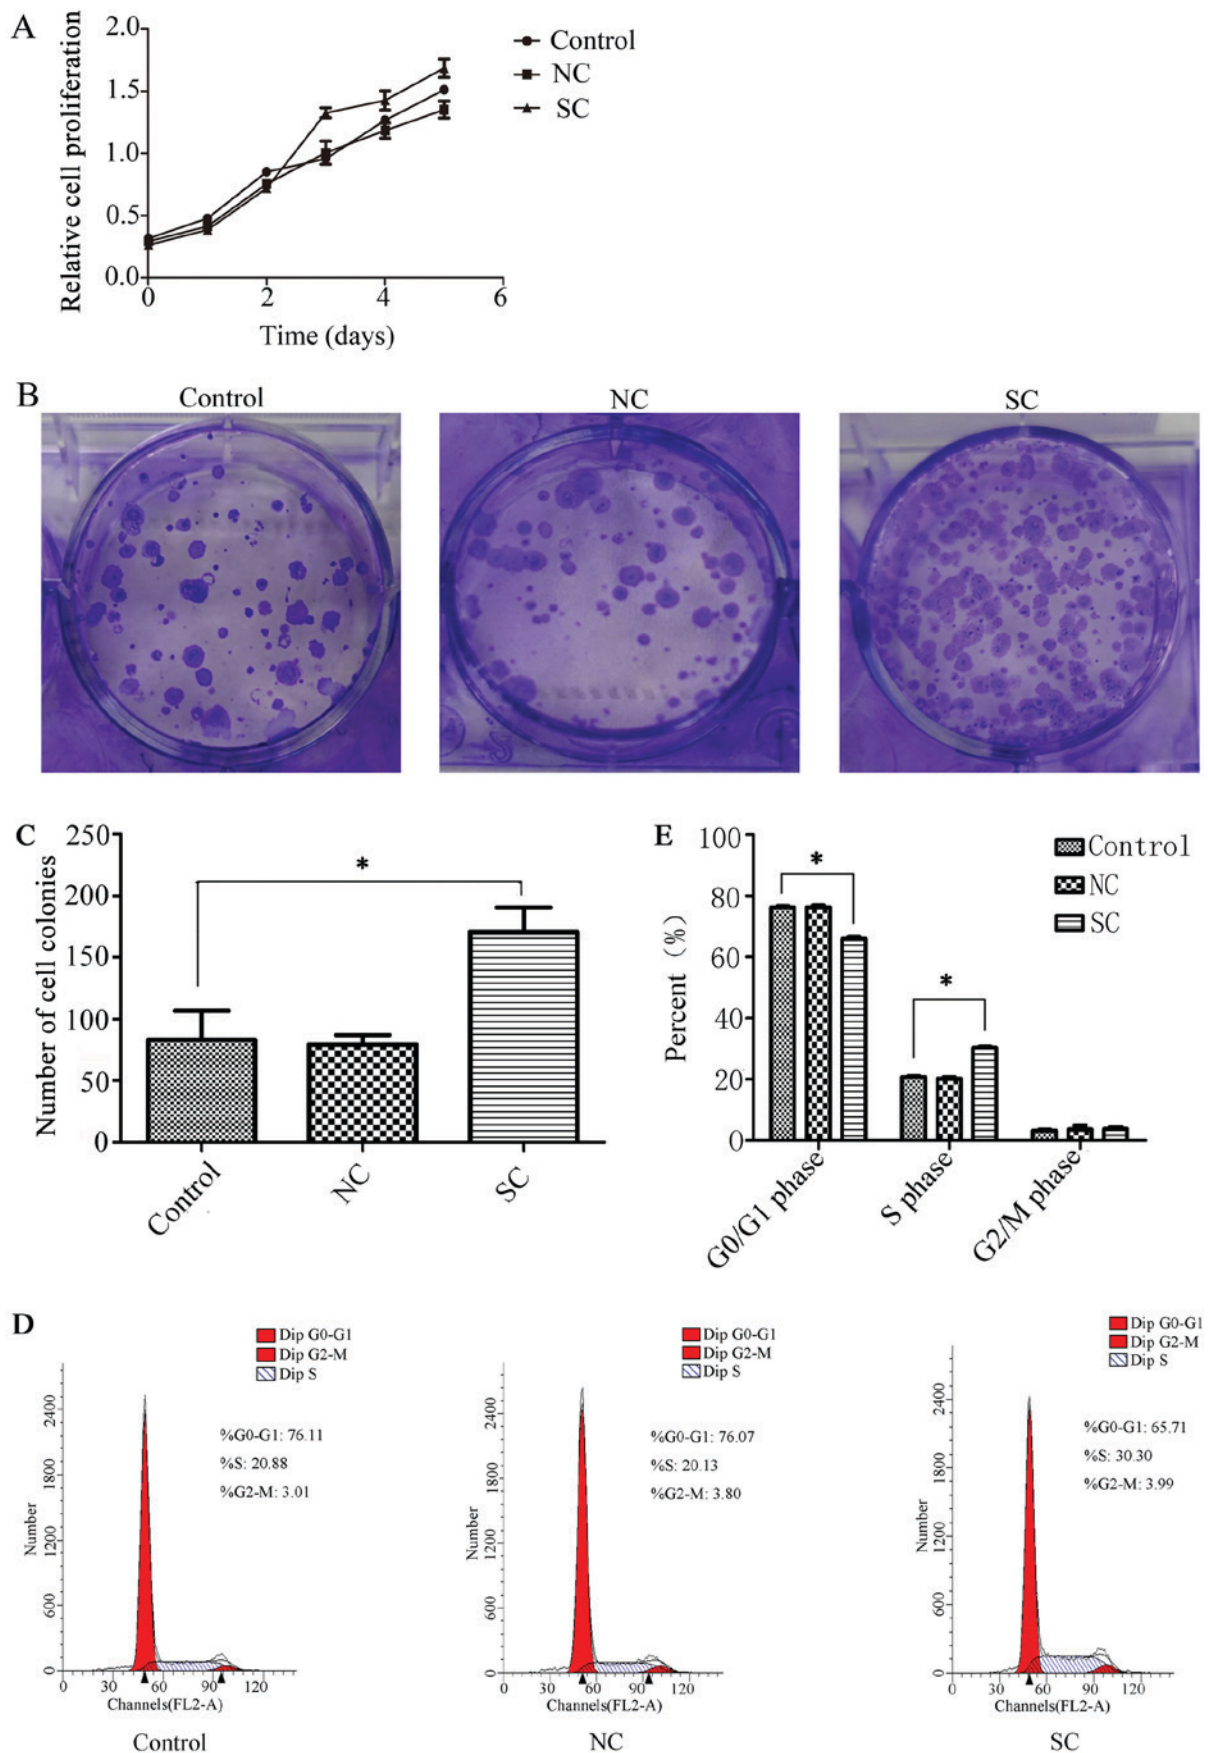 A
2.0
1.5
1.0
0.5
0.0
0
2
4
6
Relative cell proliferation
Time (days)
Control
NC
SC
B
Control
NC
SC
C
250
200
150
100
50
0
Number of cell colonies
*
Control
NC
SC
E
100
80
60
40
20
0
Percent (%)
*
*
Control
NC
SC
G0/G1 phase
S phase
G2/M phase
D
Dip G0-G1
Dip G2-M
Dip S
%G0-G1: 76.11
%S: 20.88
%G2-M: 3.01
Number
2400
1800
1200
600
0
0 30 60 90 120
Channels(FL2-A)
Control
Dip G0-G1
Dip G2-M
Dip S
%G0-G1: 76.07
%S: 20.13
%G2-M: 3.80
Number
2400
1800
1200
600
0
0 30 60 90 120
Channels(FL2-A)
NC
Dip G0-G1
Dip G2-M
Dip S
%G0-G1: 65.71
%S: 30.30
%G2-M: 3.99
Number
2400
1800
1200
600
0
0 30 60 90 120
Channels(FL2-A)
SC